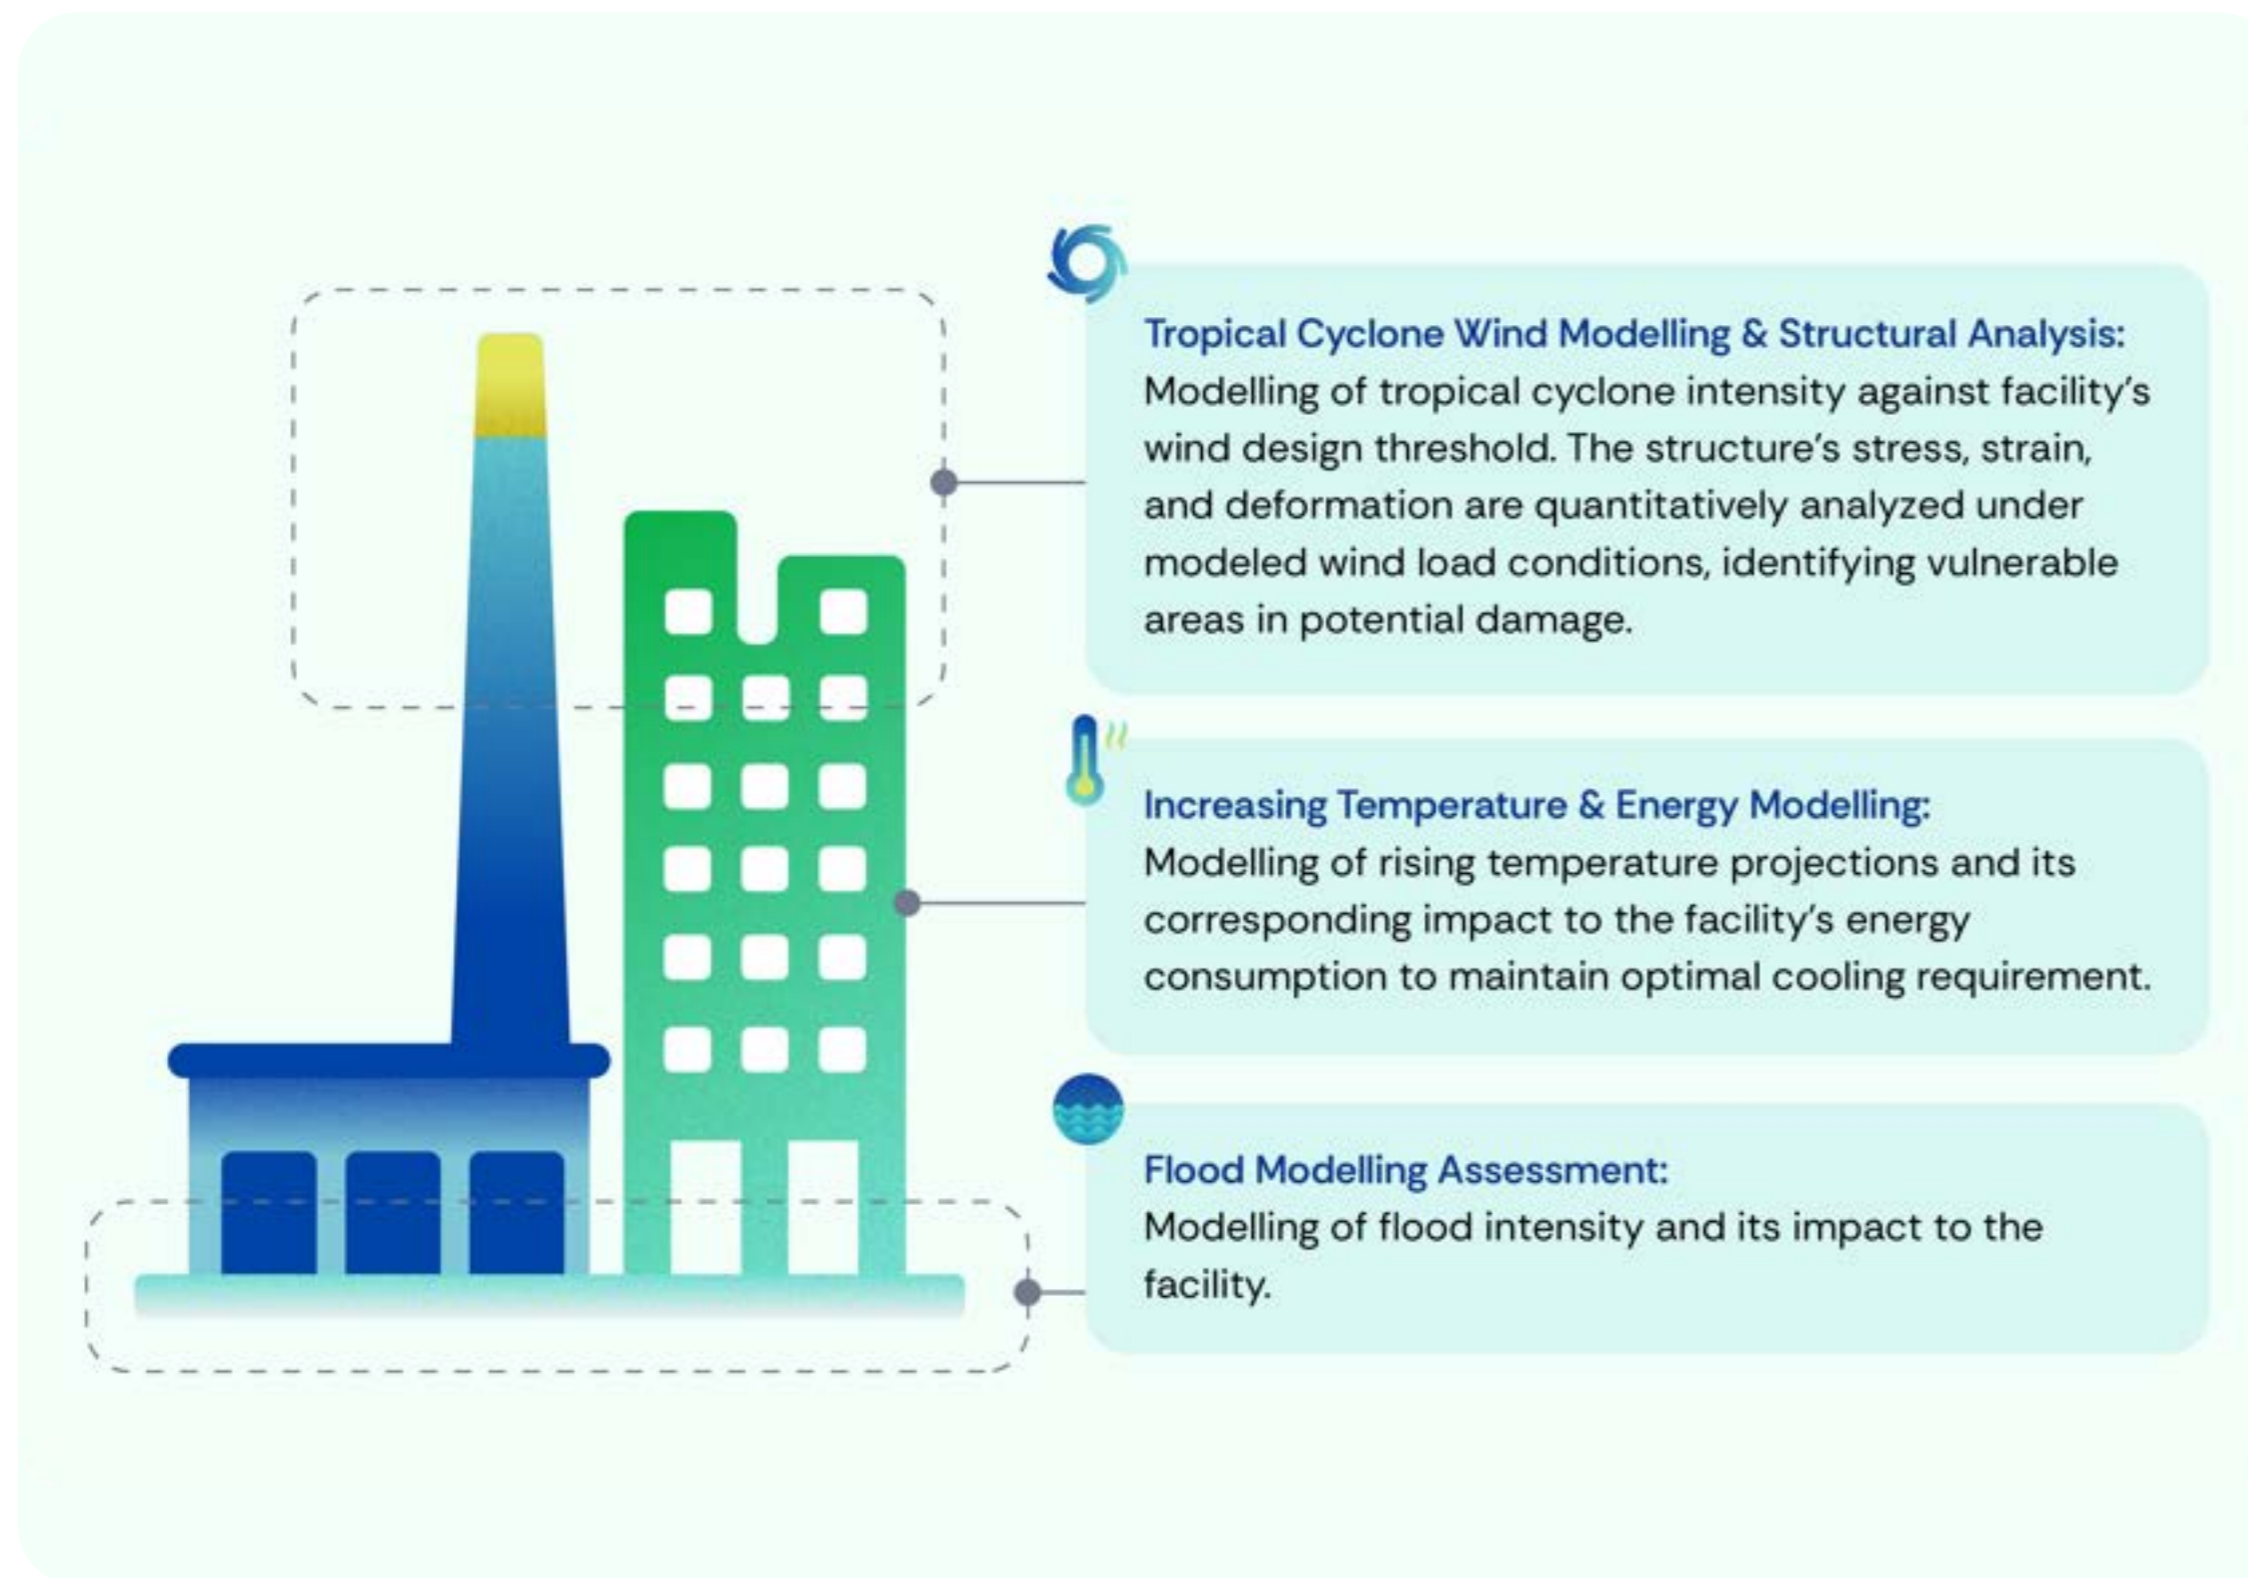 Tropical Cyclone Wind Modelling & Structural Analysis:
Modelling of tropical cyclone intensity against facility’s
wind design threshold. The structure’s stress, strain,
and deformation are quantitatively analyzed under
modeled wind load conditions, identifying vulnerable
areas in potential damage.
Increasing Temperature & Energy Modelling:
Modelling of rising temperature projections and its
corresponding impact to the facility’s energy
consumption to maintain optimal cooling requirement.
Flood Modelling Assessment:
Modelling of flood intensity and its impact to the
facility.